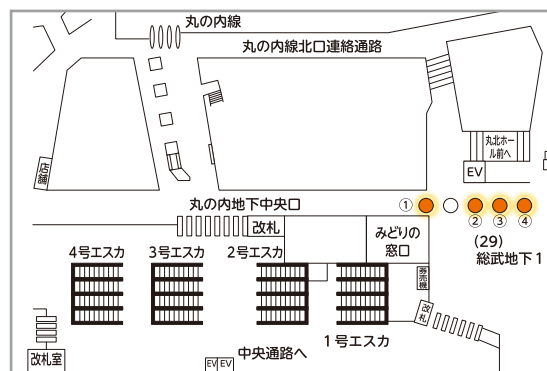 丸の内線
丸の内線北口連絡通路
丸北ホー
ル前へ
EV
店舗
丸の内地下中央口
①
②
③
④
改札
みどりの
窓口
(29)
総武地下1
4号エスカ
3号エスカ
2号エスカ
券売機
改札
1号エスカ
改札室
EV
EV
中央通路へ